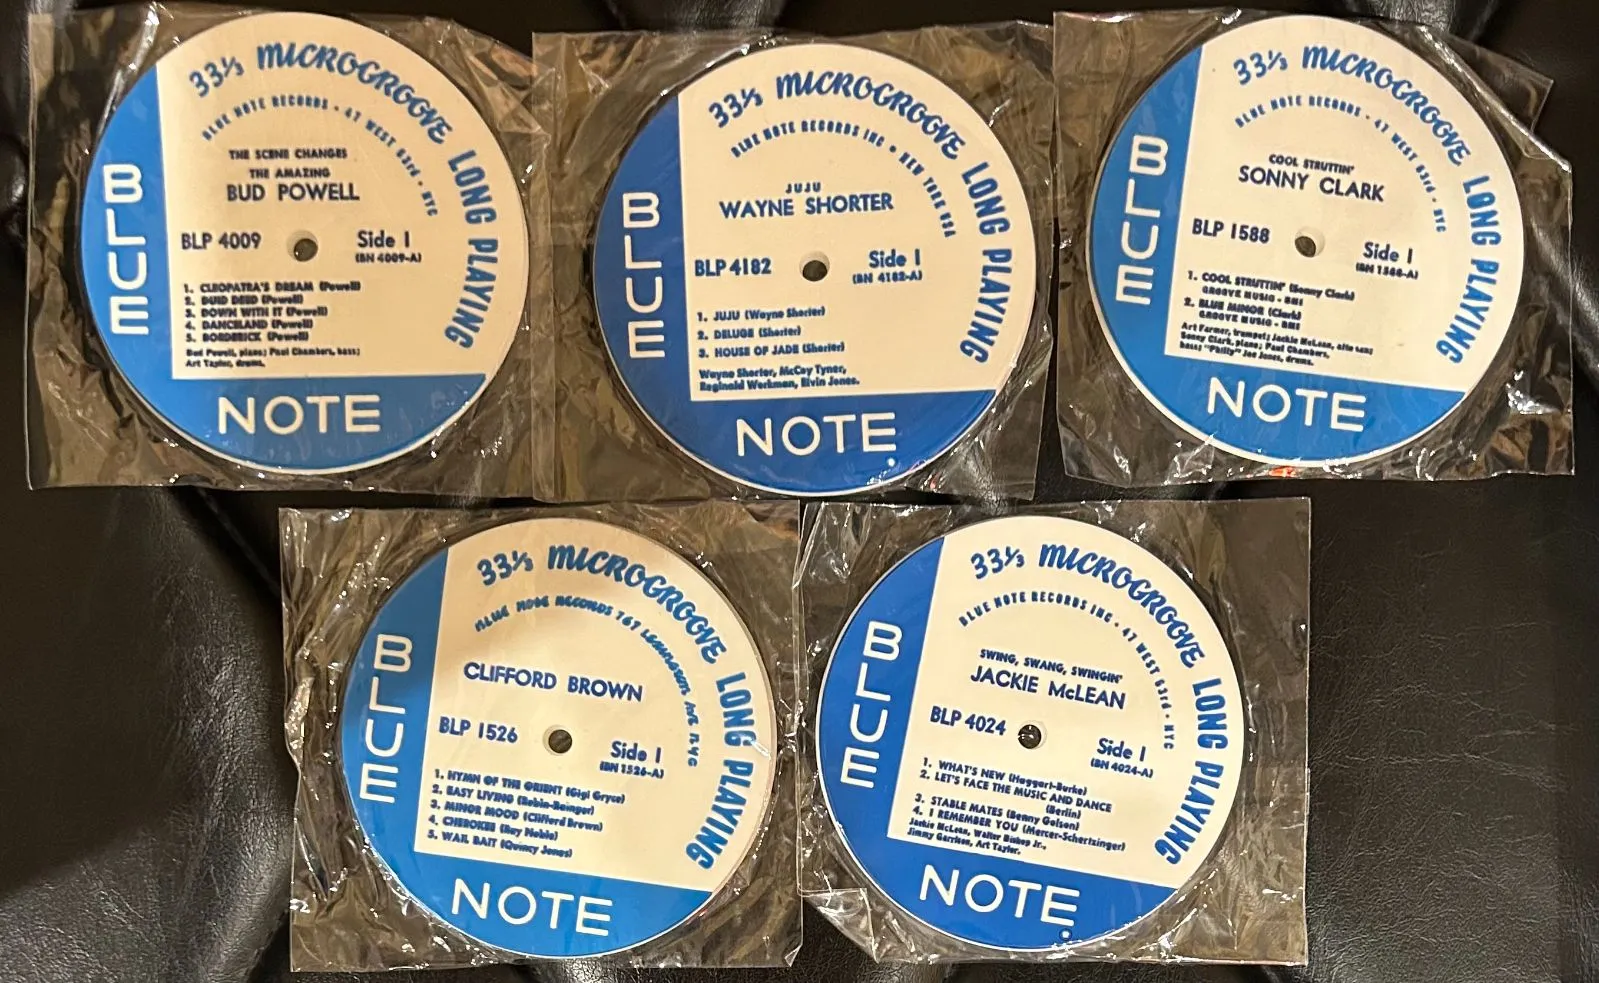 33⅓ MICROGROOVE LONG PLAYING
BLUE NOTE RECORDS • 47 WEST 63rd • NYC
THE SCENE CHANGES
THE AMAZING
BUD POWELL
BLP 4009
Side 1
(BN 4009-A)
1. CLEOPATRA'S DREAM (Powell)
2. DUID DEED (Powell)
3. DOWN WITH IT (Powell)
4. DANCELAND (Powell)
5. BORDERICK (Powell)
Bud Powell, piano; Paul Chambers, bass;
Art Taylor, drums.
BLUE
NOTE
33⅓ MICROGROOVE LONG PLAYING
BLUE NOTE RECORDS INC • NEW YORK USA
JUJU
WAYNE SHORTER
BLP 4182
Side 1
(BN 4182-A)
1. JUJU (Wayne Shorter)
2. DELUGE (Shorter)
3. HOUSE OF JADE (Shorter)
Wayne Shorter, McCoy Tyner,
Reginald Workman, Elvin Jones.
BLUE
NOTE
33⅓ MICROGROOVE LONG PLAYING
BLUE NOTE RECORDS • 47 WEST 63rd • NYC
COOL STRUTTIN'
SONNY CLARK
BLP 1588
Side 1
(BN 1588-A)
1. COOL STRUTTIN' (Sonny Clark)
GROOVE MUSIC - BMI
2. BLUE MINOR (Clark)
GROOVE MUSIC - BMI
Art Farmer, trumpet; Jackie McLean, alto sax;
Sonny Clark, piano; Paul Chambers,
bass; "Philly" Joe Jones, drums.
BLUE
NOTE
33⅓ MICROGROOVE LONG PLAYING
BLUE NOTE RECORDS 767 LEXINGTON AVE NYC
CLIFFORD BROWN
BLP 1526
Side 1
(BN 1526-A)
1. HYMN OF THE ORIENT (Gigi Gryce)
2. EASY LIVING (Robin-Rainger)
3. MINOR MOOD (Clifford Brown)
4. CHEROKEE (Ray Noble)
5. WAIL BAIT (Quincy Jones)
BLUE
NOTE
33⅓ MICROGROOVE LONG PLAYING
BLUE NOTE RECORDS INC • 47 WEST 63rd • NYC
SWING, SWANG, SWINGIN'
JACKIE McLEAN
BLP 4024
Side 1
(BN 4024-A)
1. WHAT'S NEW (Haggart-Burke)
2. LET'S FACE THE MUSIC AND DANCE
(Berlin)
3. STABLE MATES (Benny Golson)
4. I REMEMBER YOU (Mercer-Schertzinger)
Jackie McLean, Walter Bishop Jr.,
Jimmy Garrison, Art Taylor.
BLUE
NOTE